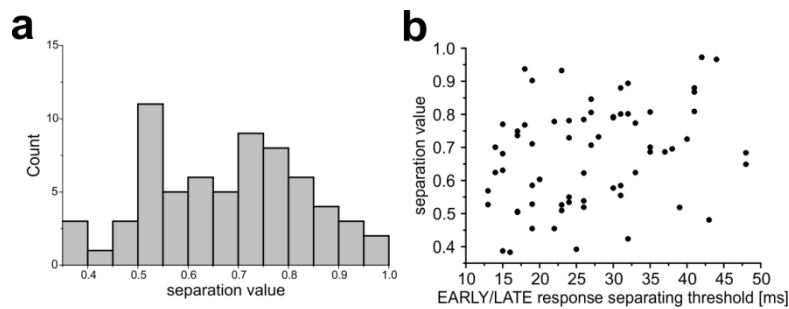 a
15
10
5
0
Count
0.4 0.5 0.6 0.7 0.8 0.9 1.0
separation value
b
1.0
0.9
0.8
0.7
0.6
0.5
0.4
separation value
10 15 20 25 30 35 40 45 50
EARLY/LATE response separating threshold [ms]